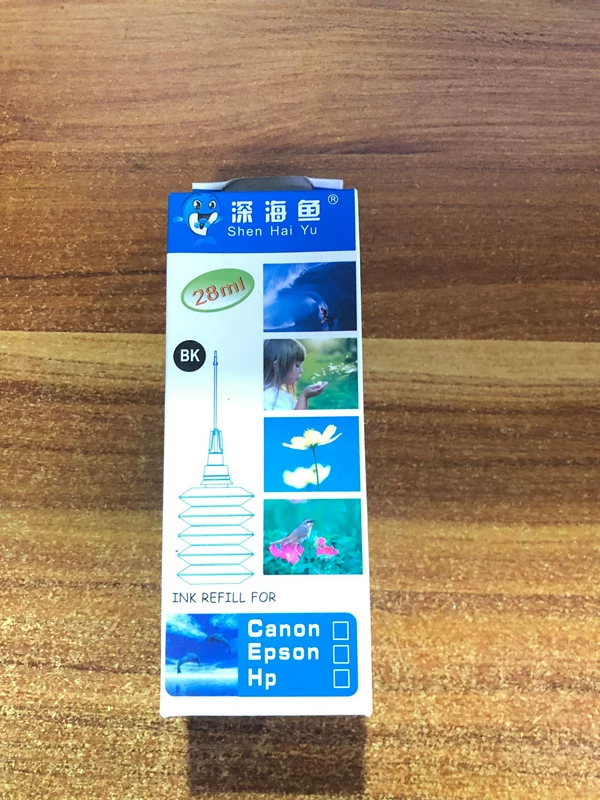 深海鱼®
Shen Hai Yu
28ml
BK
INK REFILL FOR
Canon
Epson
Hp